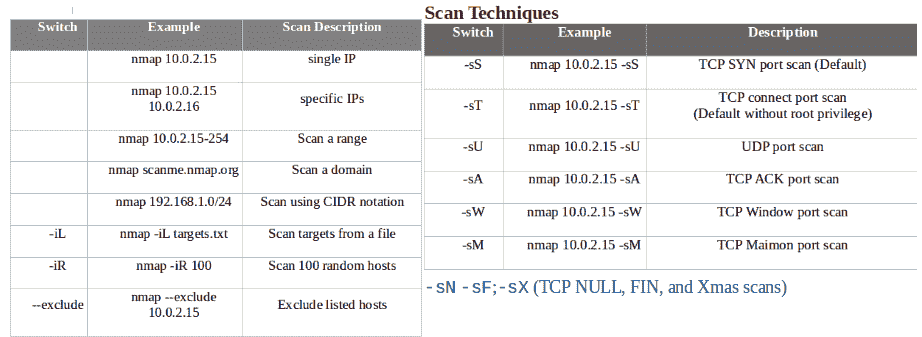 Switch Example Scan Description
nmap 10.0.2.15 single IP
nmap 10.0.2.15
10.0.2.16 specific IPs
nmap 10.0.2.15-254 Scan a range
nmap scanme.nmap.org Scan a domain
nmap 192.168.1.0/24 Scan using CIDR notation
-iL nmap -iL targets.txt Scan targets from a file
-iR nmap -iR 100 Scan 100 random hosts
--exclude nmap --exclude
10.0.2.15 Exclude listed hosts
Scan Techniques
Switch Example Description
-sS nmap 10.0.2.15 -sS TCP SYN port scan (Default)
-sT nmap 10.0.2.15 -sT TCP connect port scan
(Default without root privilege)
-sU nmap 10.0.2.15 -sU UDP port scan
-sA nmap 10.0.2.15 -sA TCP ACK port scan
-sW nmap 10.0.2.15 -sW TCP Window port scan
-sM nmap 10.0.2.15 -sM TCP Maimon port scan
-sN -sF;-sX (TCP NULL, FIN, and Xmas scans)